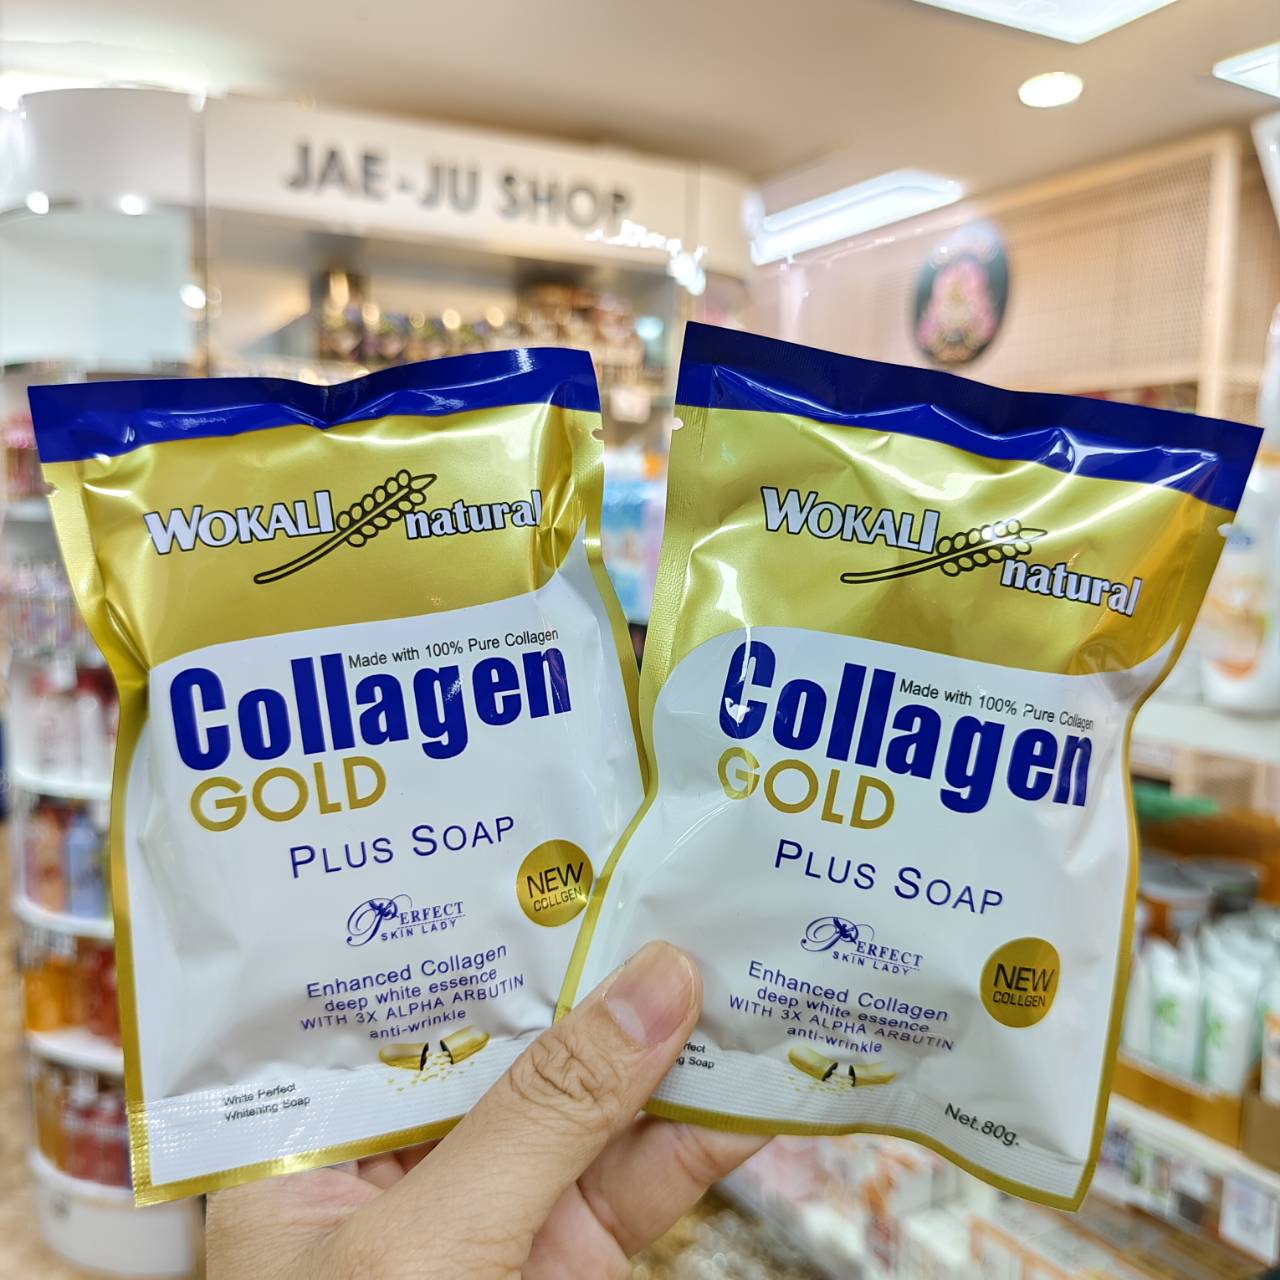 JAE-JU SHOP
WOKALI natural
Made with 100% Pure Collagen
Collagen
GOLD
PLUS SOAP
NEW
COLLGEN
PERFECT
SKIN LADY
Enhanced Collagen
deep white essence
WITH 3X ALPHA ARBUTIN
anti-wrinkle
White Perfect
Whitening Soap
WOKALI natural
Made with 100% Pure Collagen
Collagen
GOLD
PLUS SOAP
NEW
COLLGEN
PERFECT
SKIN LADY
Enhanced Collagen
deep white essence
WITH 3X ALPHA ARBUTIN
anti-wrinkle
Soap
Net.80g.